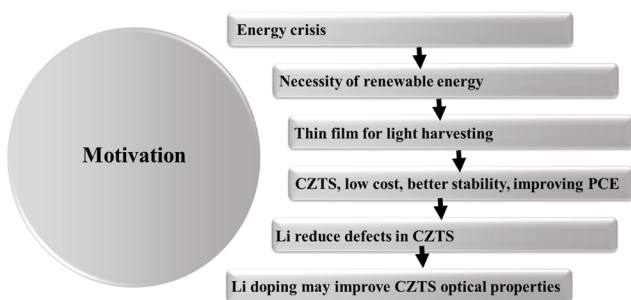 Motivation
Energy crisis
Necessity of renewable energy
Thin film for light harvesting
CZTS, low cost, better stability, improving PCE
Li reduce defects in CZTS
Li doping may improve CZTS optical properties